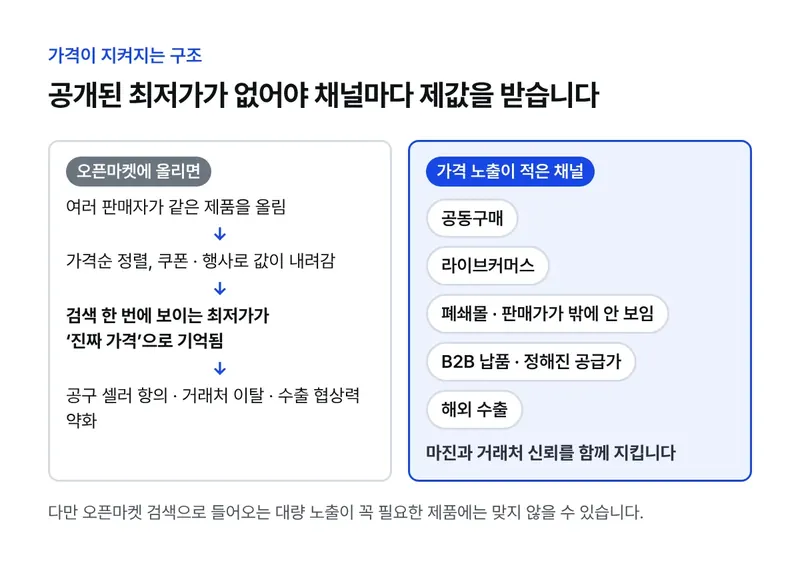 가격이 지켜지는 구조
공개된 최저가가 없어야 채널마다 제값을 받습니다
오픈마켓에 올리면
여러 판매자가 같은 제품을 올림
↓
가격순 정렬, 쿠폰 · 행사로 값이 내려감
↓
검색 한 번에 보이는 최저가가
‘진짜 가격’으로 기억됨
↓
공구 셀러 항의 · 거래처 이탈 · 수출 협상력
약화
가격 노출이 적은 채널
공동구매
라이브커머스
폐쇄몰 · 판매가가 밖에 안 보임
B2B 납품 · 정해진 공급가
해외 수출
마진과 거래처 신뢰를 함께 지킵니다
다만 오픈마켓 검색으로 들어오는 대량 노출이 꼭 필요한 제품에는 맞지 않을 수 있습니다.